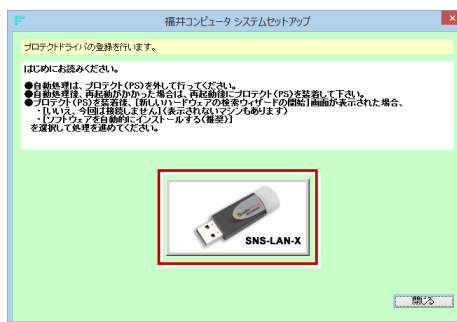 福井コンピュータ システムセットアップ
プロテクトドライバの登録を行います。
はじめにお読みください。
●自動処理は、プロテクト(PS)を外して行ってください。
●自動処理後、再起動がかかった場合は、再起動後にプロテクト(PS)を装着して下さい。
●プロテクト(PS)を装着後、[新しいハードウェアの検索ウィザードの開始]画面が表示された場合、
・[いいえ、今回は接続しません](表示されないマシンもあります)
・[ソフトウェアを自動的にインストールする(推奨)]
を選択して処理を進めてください。
SNS-LAN-X
閉じる